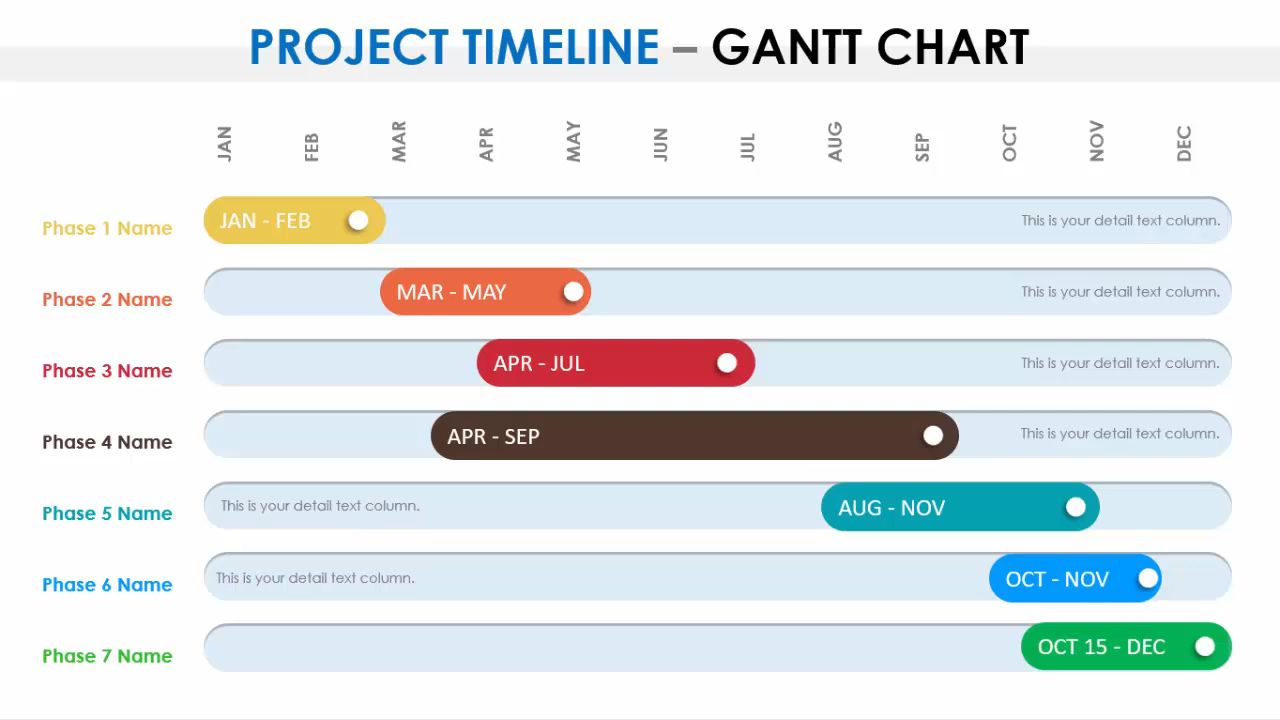 PROJECT TIMELINE – GANTT CHART
JAN FEB MAR APR MAY JUN JUL AUG SEP OCT NOV DEC
Phase 1 Name JAN - FEB This is your detail text column.
Phase 2 Name MAR - MAY This is your detail text column.
Phase 3 Name APR - JUL This is your detail text column.
Phase 4 Name APR - SEP This is your detail text column.
Phase 5 Name This is your detail text column. AUG - NOV
Phase 6 Name This is your detail text column. OCT - NOV
Phase 7 Name OCT 15 - DEC